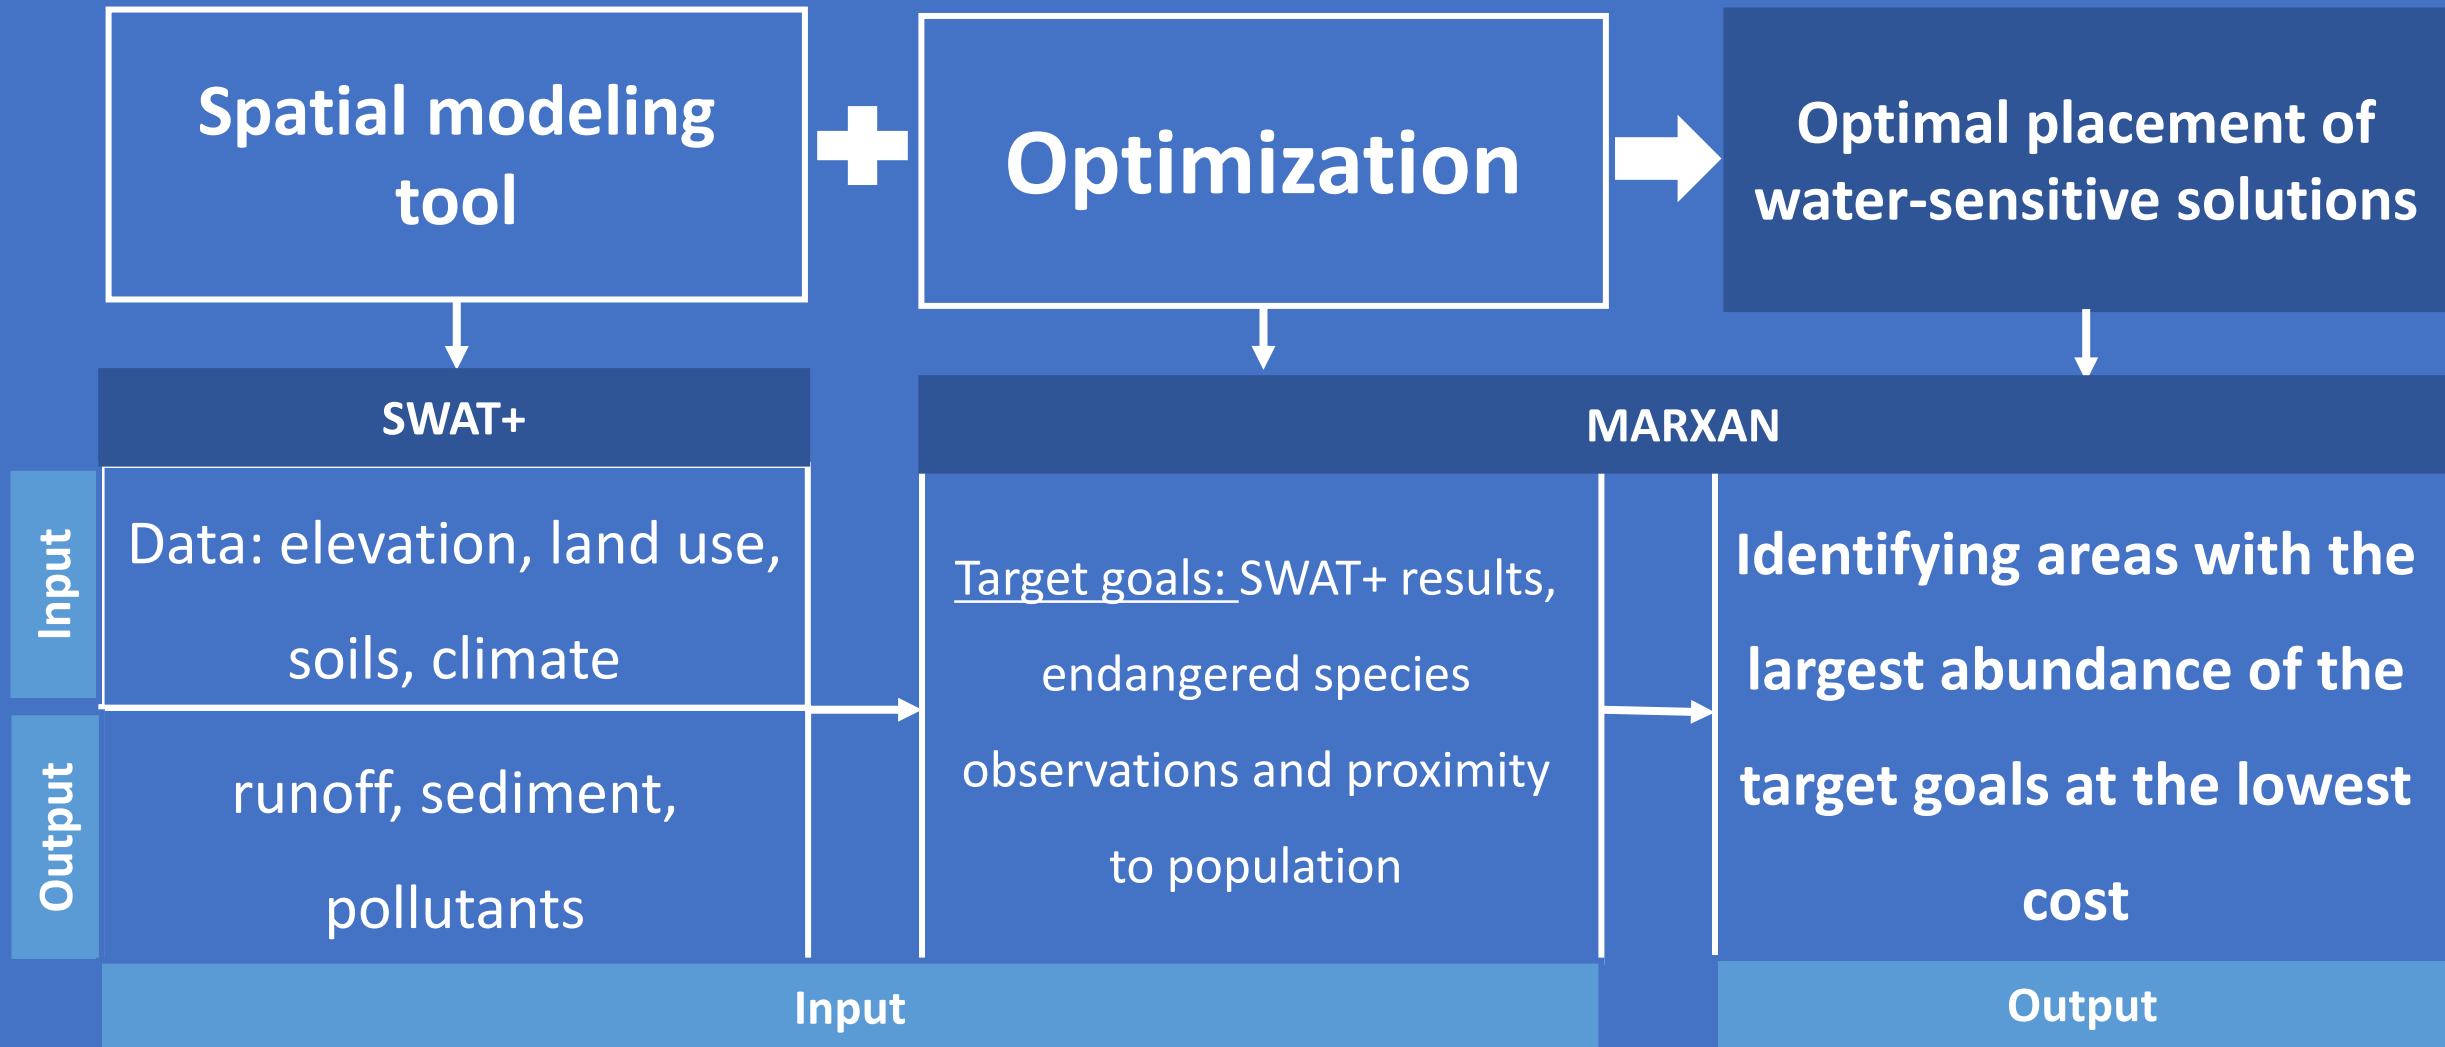 Spatial modeling
tool
Optimization
Optimal placement of
water-sensitive solutions
SWAT+
MARXAN
Input
Data: elevation, land use,
soils, climate
Output
runoff, sediment,
pollutants
Target goals: SWAT+ results,
endangered species
observations and proximity
to population
Identifying areas with the
largest abundance of the
target goals at the lowest
cost
Input
Output